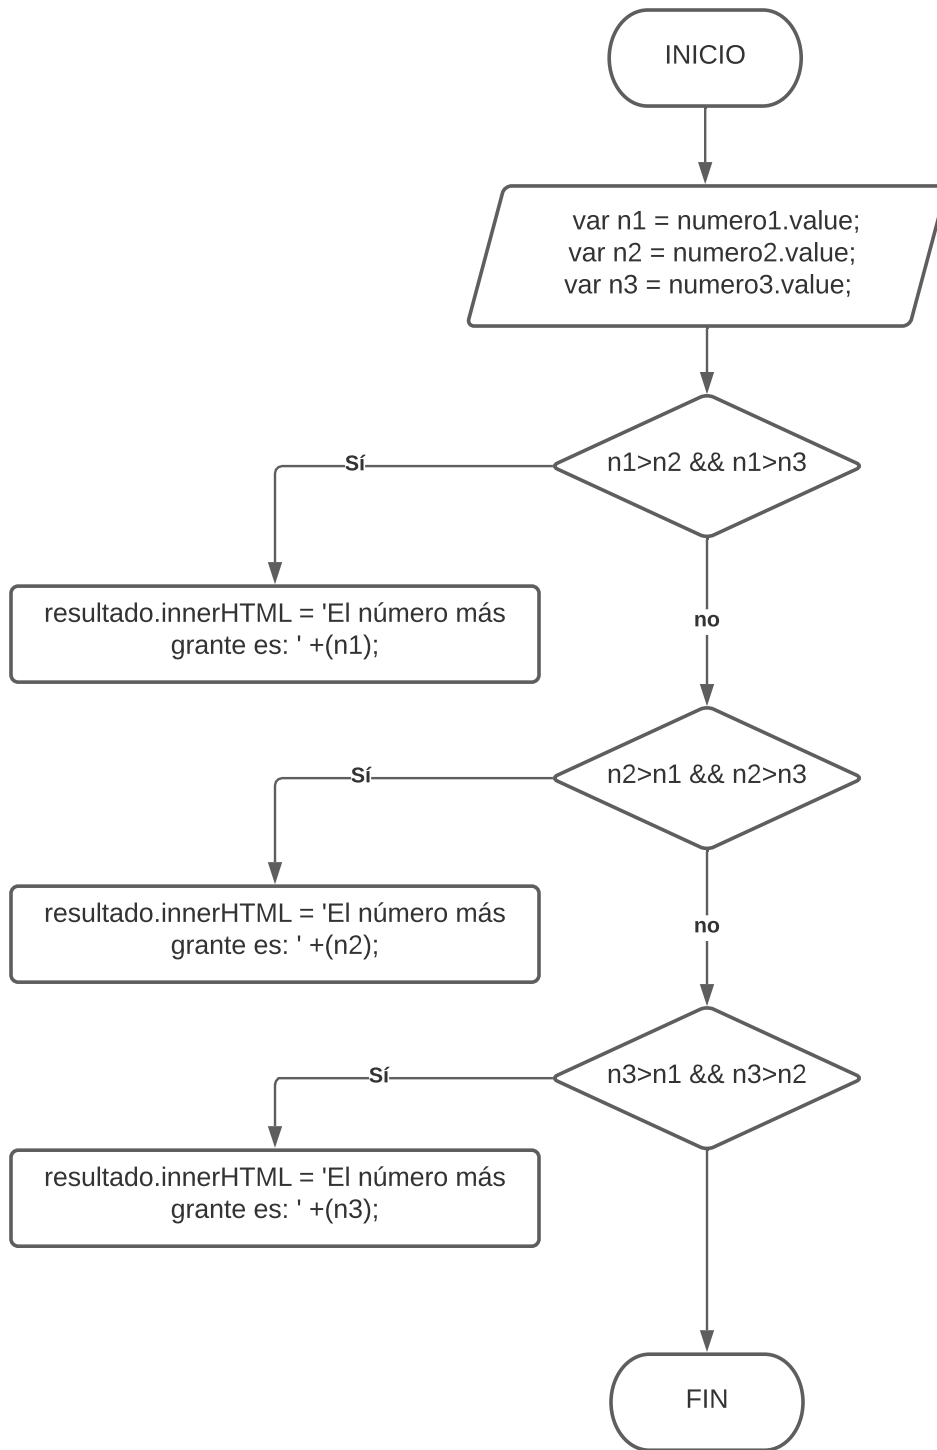 INICIO
var n1 = numero1.value;
var n2 = numero2.value;
var n3 = numero3.value;
n1>n2 && n1>n3
Sí
resultado.innerHTML = 'El número más
grante es: ' +(n1);
no
n2>n1 && n2>n3
Sí
resultado.innerHTML = 'El número más
grante es: ' +(n2);
no
n3>n1 && n3>n2
Sí
resultado.innerHTML = 'El número más
grante es: ' +(n3);
FIN